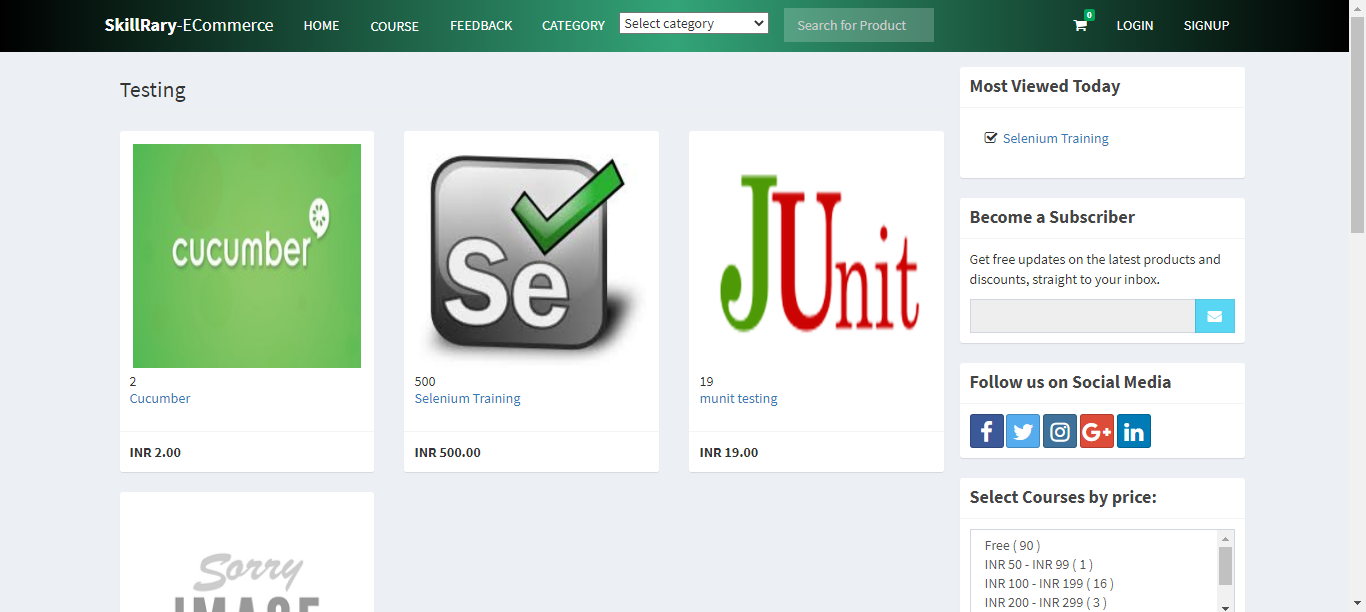 SkillRary-ECommerce HOME COURSE FEEDBACK CATEGORY Select category Search for Product 0 LOGIN SIGNUP
Testing
cucumber
2
Cucumber
INR 2.00
Se
500
Selenium Training
INR 500.00
JUnit
19
munit testing
INR 19.00
Sorry
IMAGE
Most Viewed Today
Selenium Training
Become a Subscriber
Get free updates on the latest products and
discounts, straight to your inbox.
Follow us on Social Media
f G+ in
Select Courses by price:
Free ( 90 )
INR 50 - INR 99 ( 1 )
INR 100 - INR 199 ( 16 )
INR 200 - INR 299 ( 3 )